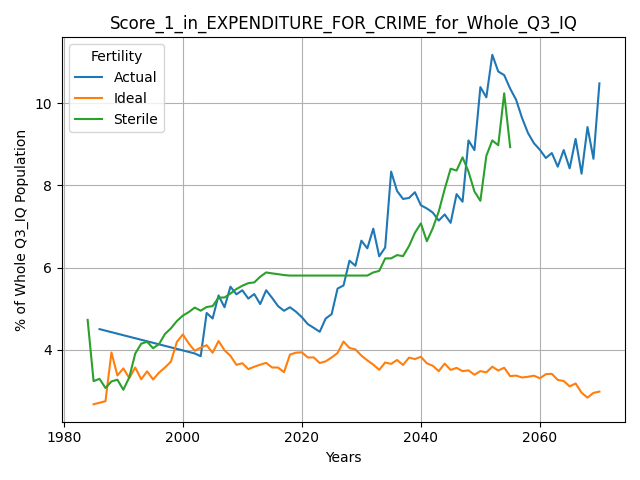 Score_1_in_EXPENDITURE_FOR_CRIME_for_Whole_Q3_IQ
Fertility
Actual
Ideal
Sterile
% of Whole Q3_IQ Population
10
8
6
4
1980
2000
2020
2040
2060
Years